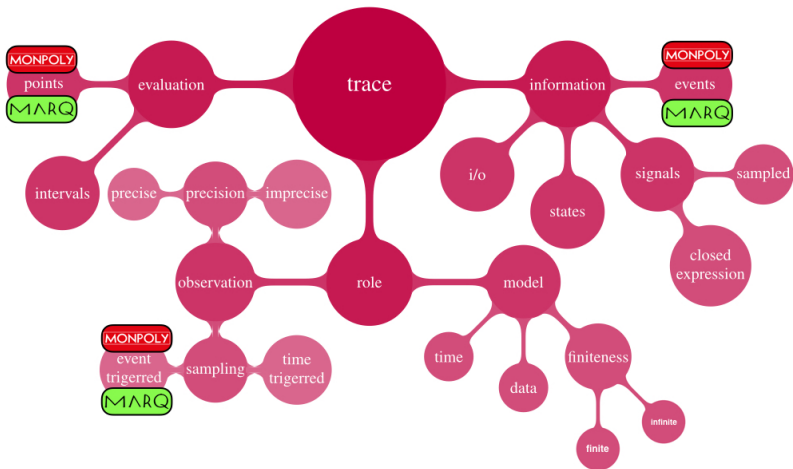 MONPOLY
points
MARQ
evaluation
trace
information
MONPOLY
events
MARQ
intervals
precise
precision
imprecise
i/o
states
signals
sampled
closed
expression
observation
role
model
MONPOLY
event
trigerred
MARQ
sampling
time
trigerred
time
data
finiteness
finite
infinite